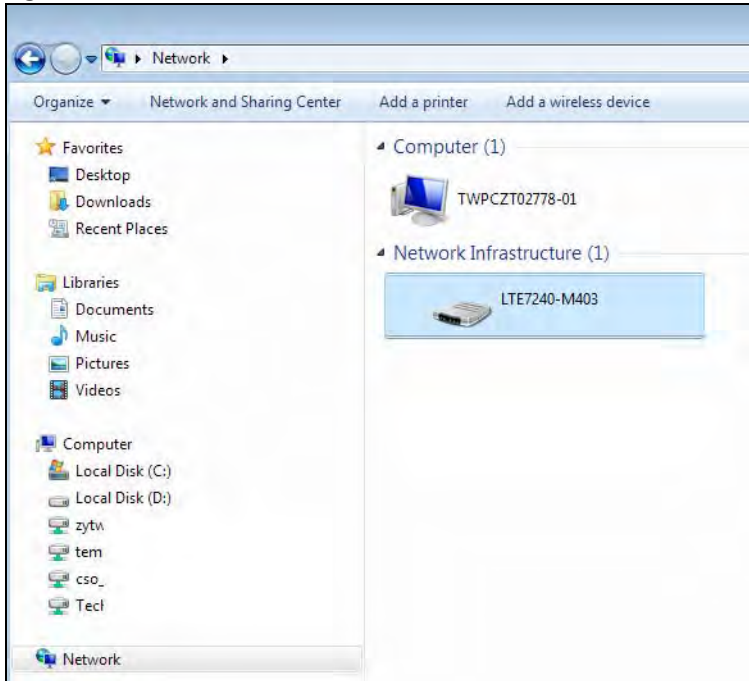 Network
Organize
Network and Sharing Center
Add a printer
Add a wireless device
Favorites
Desktop
Downloads
Recent Places
Libraries
Documents
Music
Pictures
Videos
Computer
Local Disk (C:)
Local Disk (D:)
zytw
tem
cso_
Network
Computer (1)
TWPCZT02778-01
Network Infrastructure (1)
LTE7240-M403